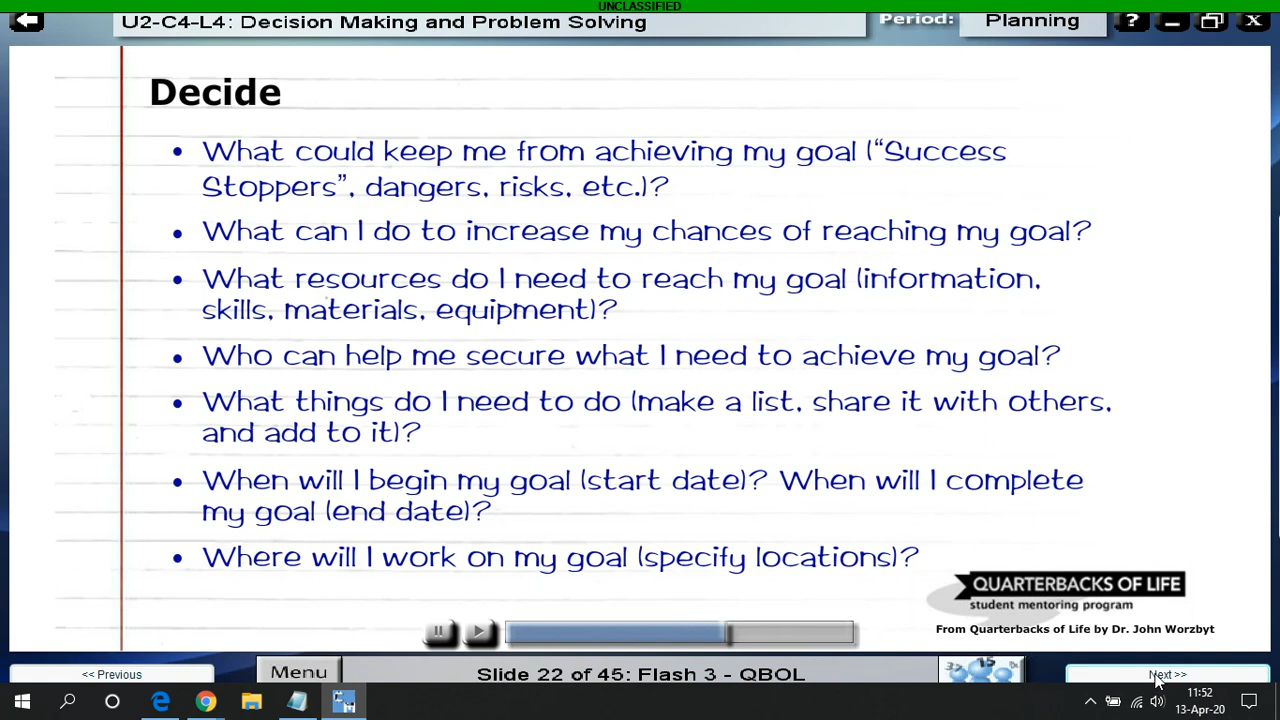 UNCLASSIFIED
U2-C4-L4: Decision Making and Problem Solving
Period:
Planning
?
X
Decide
• What could keep me from achieving my goal (“Success
Stoppers”, dangers, risks, etc.)?
• What can I do to increase my chances of reaching my goal?
• What resources do I need to reach my goal (information,
skills, materials, equipment)?
• Who can help me secure what I need to achieve my goal?
• What things do I need to do (make a list, share it with others,
and add to it)?
• When will I begin my goal (start date)? When will I complete
my goal (end date)?
• Where will I work on my goal (specify locations)?
QUARTERBACKS OF LIFE
student mentoring program
From Quarterbacks of Life by Dr. John Worzbyt
<< Previous
Menu
Slide 22 of 45: Flash 3 - QBOL
15
Next >>
11:52
13-Apr-20